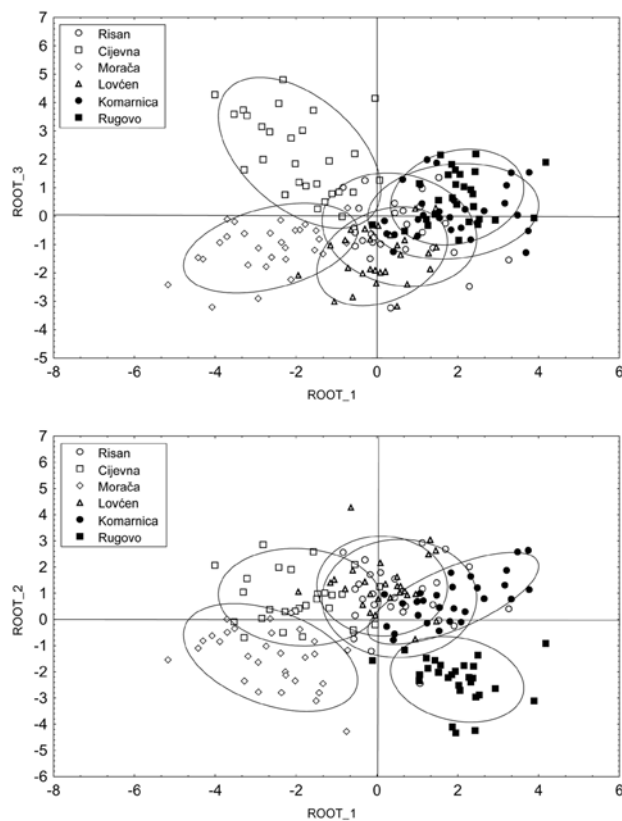 7
6
5
4
3
2
1
0
-1
-2
-3
-4
-5
ROOT_3
Risan
Cijevna
Morača
Lovćen
Komarnica
Rugovo
-8 -6 -4 -2 0 2 4 6
ROOT_1
7
6
5
4
3
2
1
0
-1
-2
-3
-4
-5
-6
ROOT_2
Risan
Cijevna
Morača
Lovćen
Komarnica
Rugovo
-8 -6 -4 -2 0 2 4 6
ROOT_1